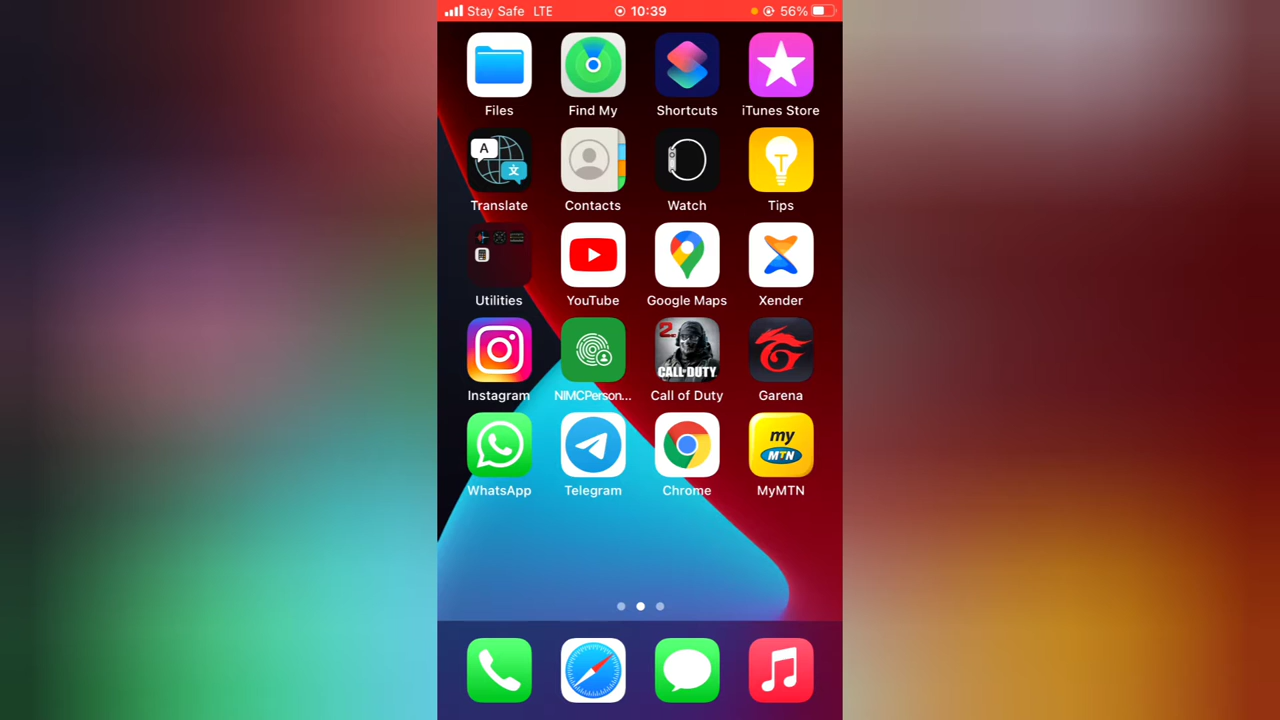 Stay Safe LTE 10:39 56%
Files Find My Shortcuts iTunes Store
A 文
Translate Contacts Watch Tips
Utilities YouTube Google Maps Xender
2
CALL OF DUTY
Instagram NIMCPerson... Call of Duty Garena
my
MTN
WhatsApp Telegram Chrome MyMTN